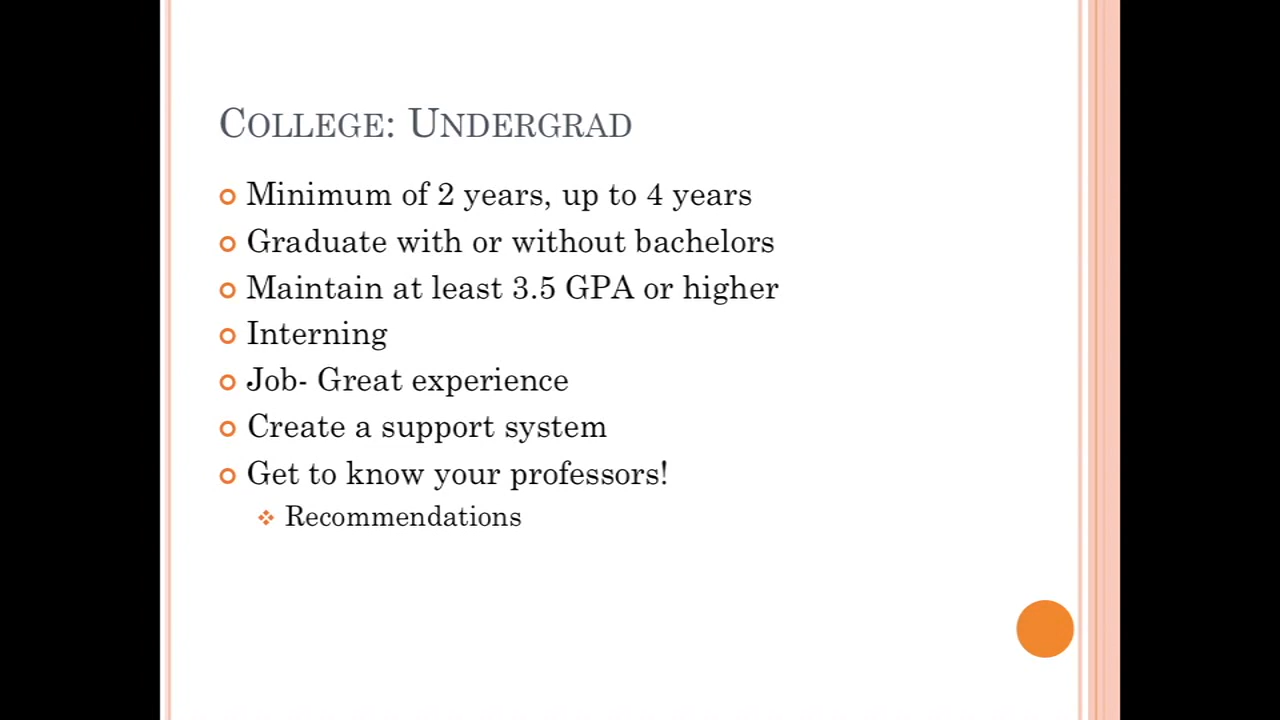 College: Undergrad
Minimum of 2 years, up to 4 years
Graduate with or without bachelors
Maintain at least 3.5 GPA or higher
Interning
Job- Great experience
Create a support system
Get to know your professors!
Recommendations